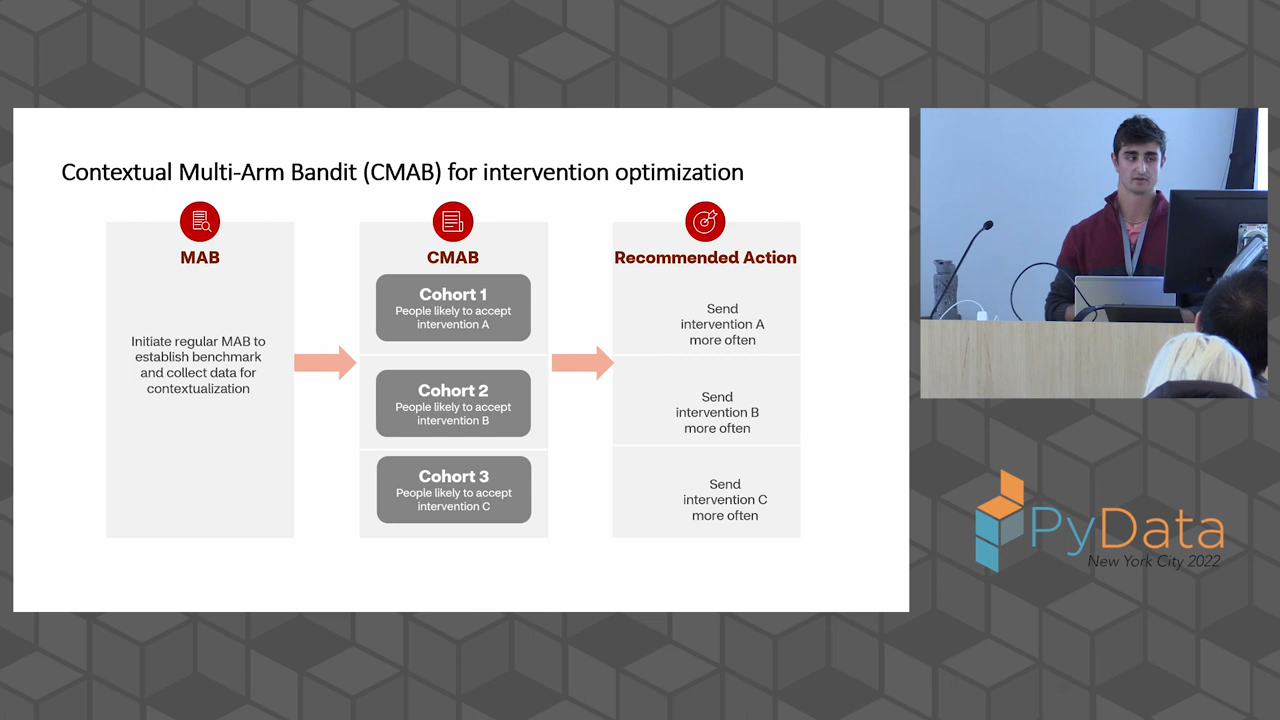 Contextual Multi-Arm Bandit (CMAB) for intervention optimization
MAB
Initiate regular MAB to
establish benchmark
and collect data for
contextualization
CMAB
Cohort 1
People likely to accept
intervention A
Cohort 2
People likely to accept
intervention B
Cohort 3
People likely to accept
intervention C
Recommended Action
Send
intervention A
more often
Send
intervention B
more often
Send
intervention C
more often
PyData
New York City 2022